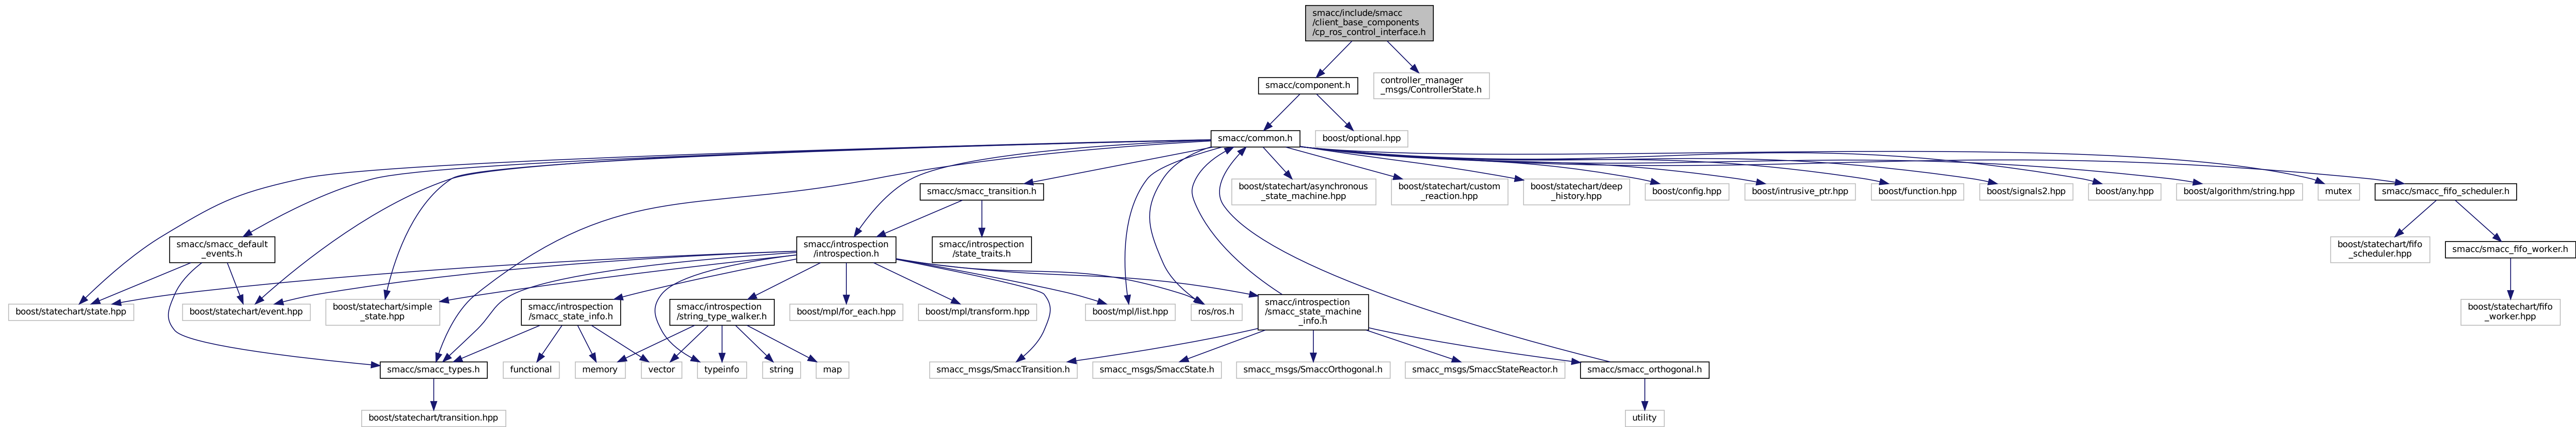 smacc/include/smacc
/client_base_components
/cp_ros_control_interface.h
smacc/component.h
controller_manager
_msgs/ControllerState.h
smacc/common.h
boost/optional.hpp
smacc/smacc_transition.h
boost/statechart/asynchronous
_state_machine.hpp
boost/statechart/custom
_reaction.hpp
boost/statechart/deep
_history.hpp
boost/config.hpp
boost/intrusive_ptr.hpp
boost/function.hpp
boost/signals2.hpp
boost/any.hpp
boost/algorithm/string.hpp
mutex
smacc/smacc_fifo_scheduler.h
smacc/smacc_default
_events.h
smacc/introspection
/introspection.h
smacc/introspection
/state_traits.h
boost/statechart/fifo
_scheduler.hpp
smacc/smacc_fifo_worker.h
boost/statechart/state.hpp
boost/statechart/event.hpp
boost/statechart/simple
_state.hpp
smacc/introspection
/smacc_state_info.h
smacc/introspection
/string_type_walker.h
boost/mpl/for_each.hpp
boost/mpl/transform.hpp
boost/mpl/list.hpp
ros/ros.h
smacc/introspection
/smacc_state_machine
_info.h
boost/statechart/fifo
_worker.hpp
smacc/smacc_types.h
functional
memory
vector
typeinfo
string
map
smacc_msgs/SmaccTransition.h
smacc_msgs/SmaccState.h
smacc_msgs/SmaccOrthogonal.h
smacc_msgs/SmaccStateReactor.h
smacc/smacc_orthogonal.h
boost/statechart/transition.hpp
utility